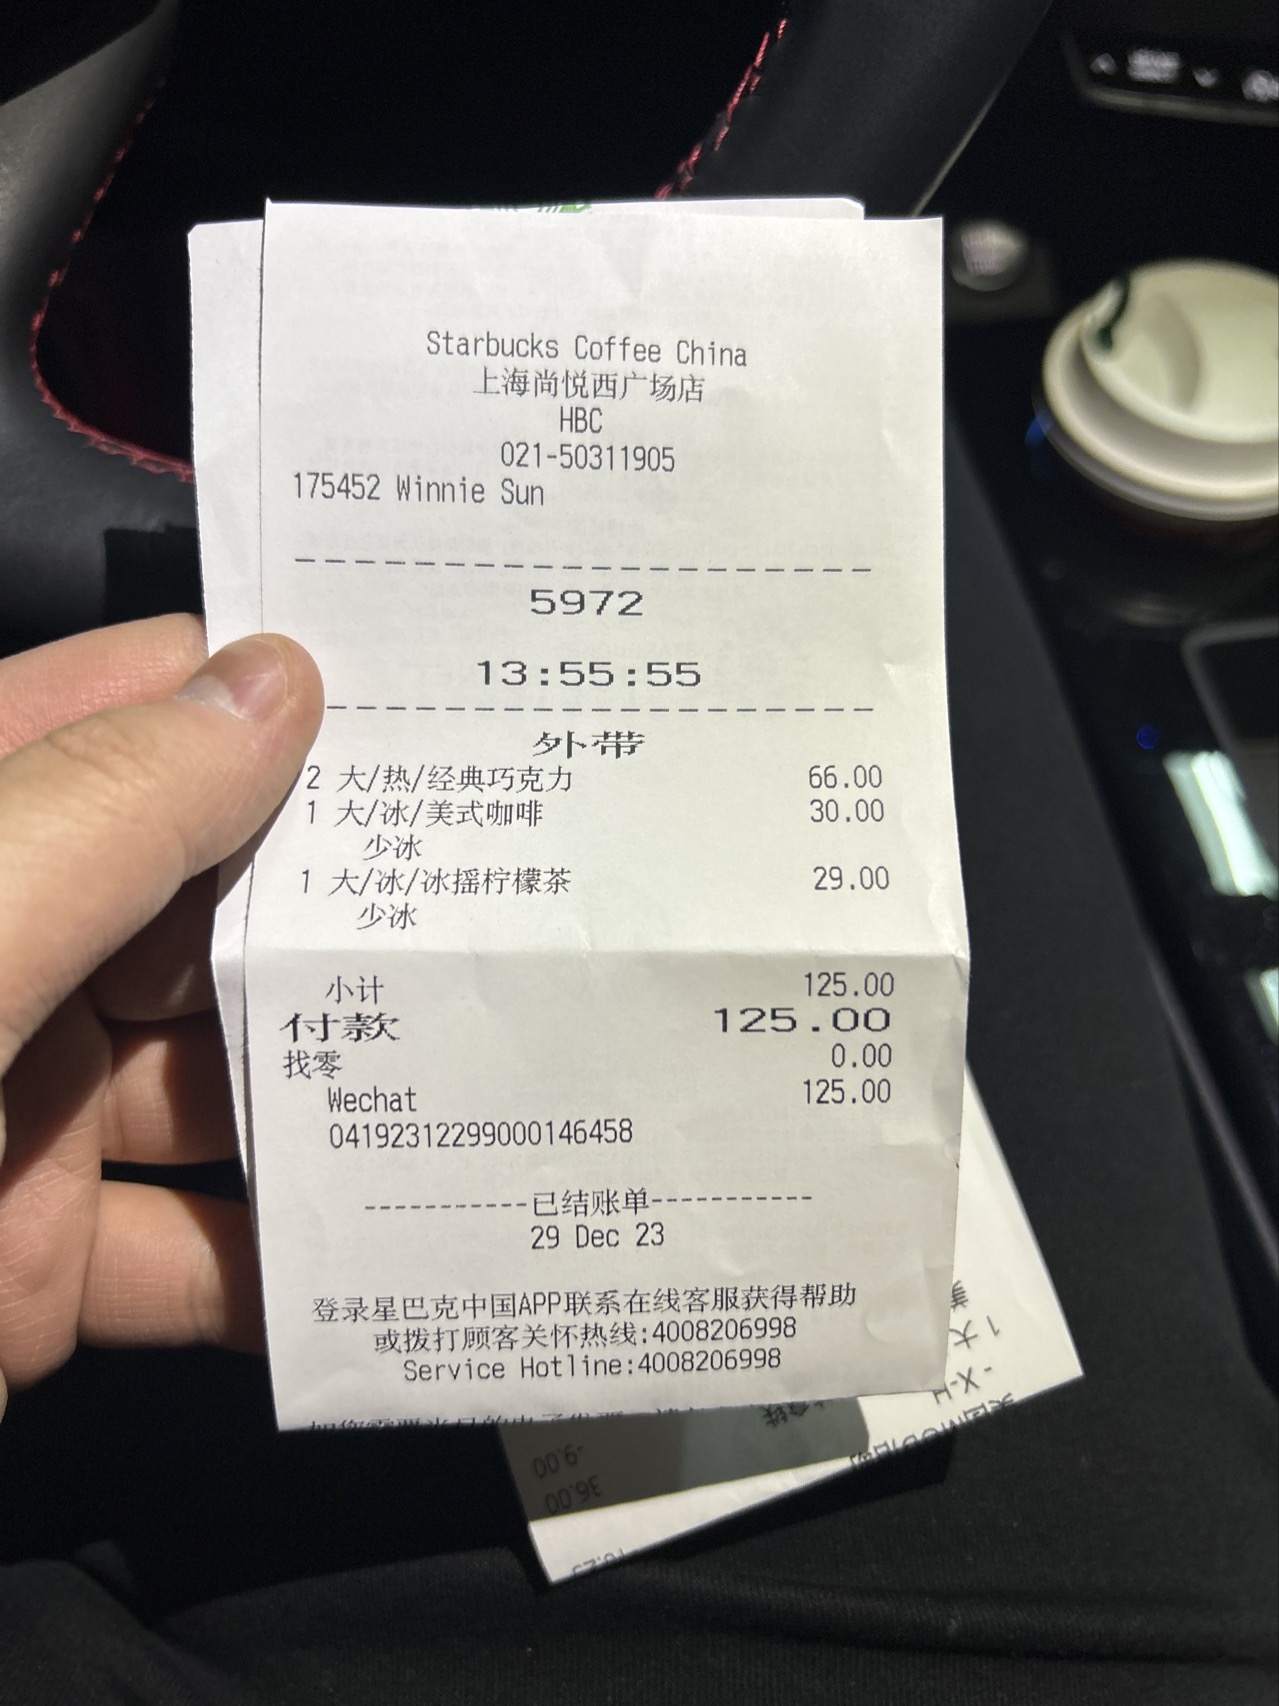 Starbucks Coffee China
上海尚悦西广场店
HBC
021-50311905
175452 Winnie Sun
--------------------
5972
13:55:55
--------------------
外带
2 大/热/经典巧克力 66.00
1 大/冰/美式咖啡 30.00
少冰
1 大/冰/冰摇柠檬茶 29.00
少冰
小计 125.00
付款 125.00
找零 0.00
Wechat 125.00
04192312299000146458
-----------已结账单-----------
29 Dec 23
登录星巴克中国APP联系在线客服获得帮助
或拨打顾客关怀热线:4008206998
Service Hotline:4008206998
1 大
- X-H
-9.00
36.00